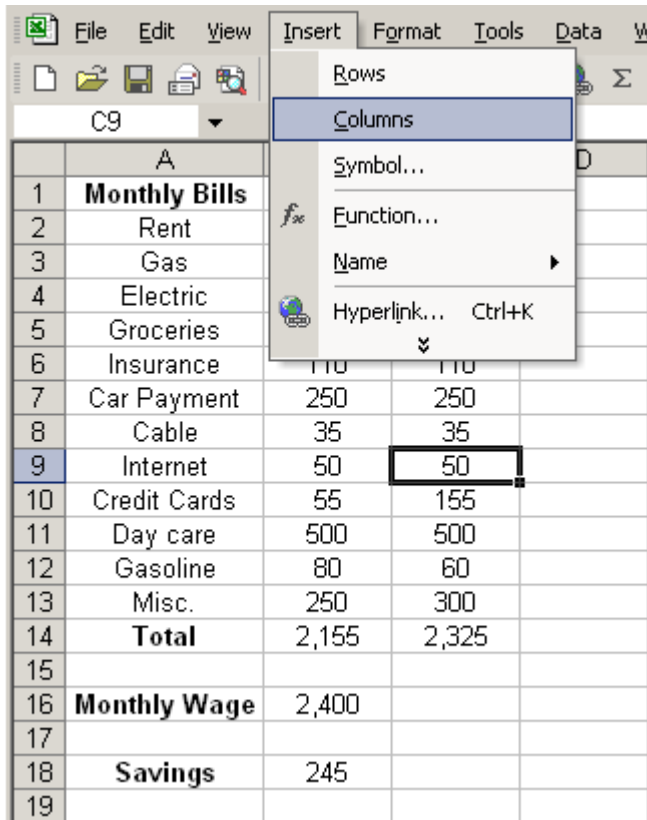 File Edit View Insert Format Tools Data
Rows
Σ
C9
Columns
A D
Symbol...
1 Monthly Bills
fx Function...
2 Rent
3 Gas Name
4 Electric
Hyperlink... Ctrl+K
5 Groceries
6 Insurance 110 110
7 Car Payment 250 250
8 Cable 35 35
9 Internet 50 50
10 Credit Cards 55 155
11 Day care 500 500
12 Gasoline 80 60
13 Misc. 250 300
14 Total 2,155 2,325
15
16 Monthly Wage 2,400
17
18 Savings 245
19